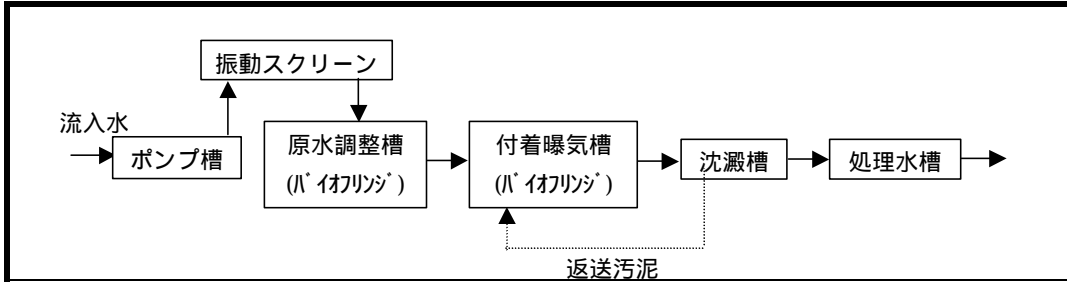 振動スクリーン
流入水
ポンプ槽
原水調整槽
(ﾊﾞｲｵﾌﾘﾝｼﾞ)
付着曝気槽
(ﾊﾞｲｵﾌﾘﾝｼﾞ)
沈澱槽
処理水槽
返送汚泥